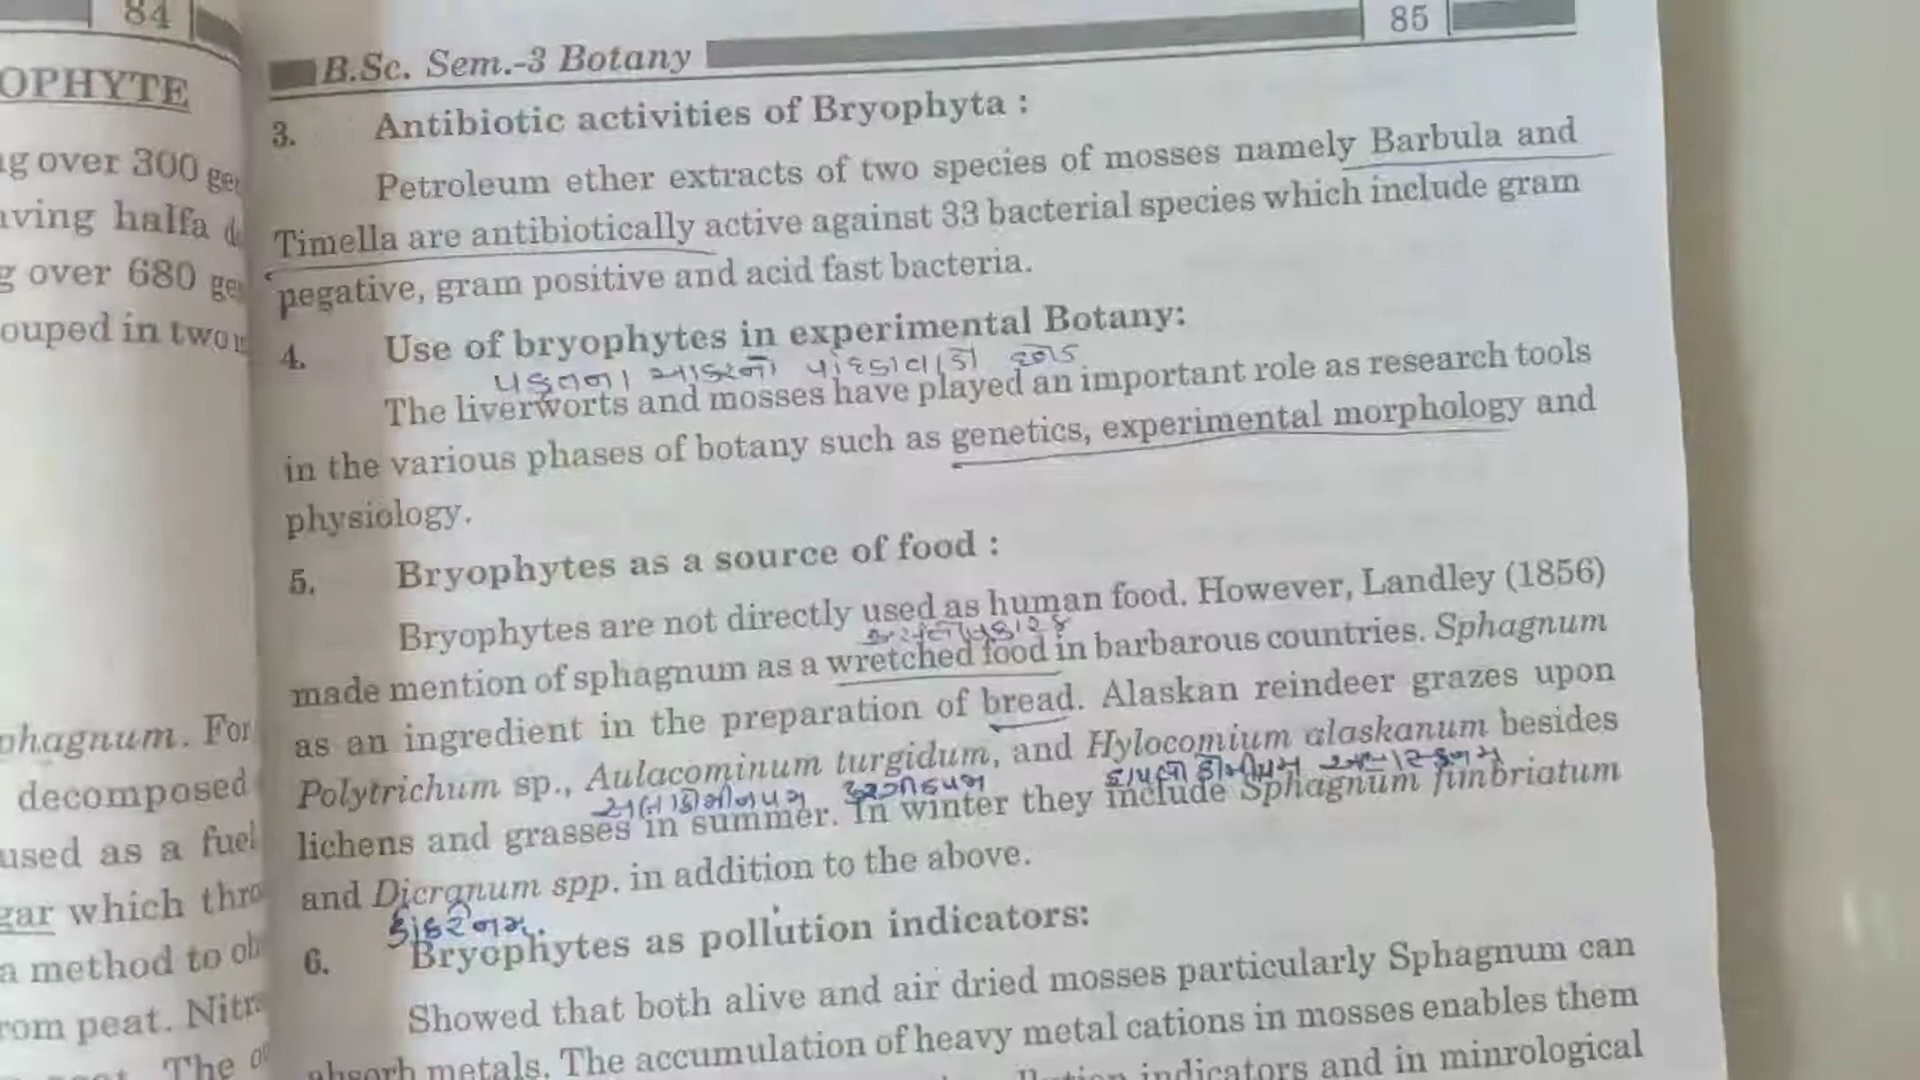 84
OPHYTE
g over 300
ving halfa
g over 680
ouped in two
phagnum. For
decomposed
used as a fuel
gar which
a method to
rom peat.
The
85
B.Sc. Sem.-3 Botany
3. Antibiotic activities of Bryophyta :
Petroleum ether extracts of two species of mosses namely Barbula and
Timella are antibiotically active against 33 bacterial species which include gram
pegative, gram positive and acid fast bacteria.
4. Use of bryophytes in experimental Botany:
The liverworts and mosses have played an important role as research tools
in the various phases of botany such as genetics, experimental morphology and
physiology.
5. Bryophytes as a source of food :
Bryophytes are not directly used as human food. However, Landley (1856)
made mention of sphagnum as a wretched food in barbarous countries. Sphagnum
as an ingredient in the preparation of bread. Alaskan reindeer grazes upon
Polytrichum sp., Aulacominum turgidum, and Hylocomium alaskanum besides
lichens and grasses in summer. In winter they include Sphagnum fimbriatum
and Dicranum spp. in addition to the above.
6. Bryophytes as pollution indicators:
Showed that both alive and air dried mosses particularly Sphagnum can
absorb metals. The accumulation of heavy metal cations in mosses enables them
indicators and in minrological